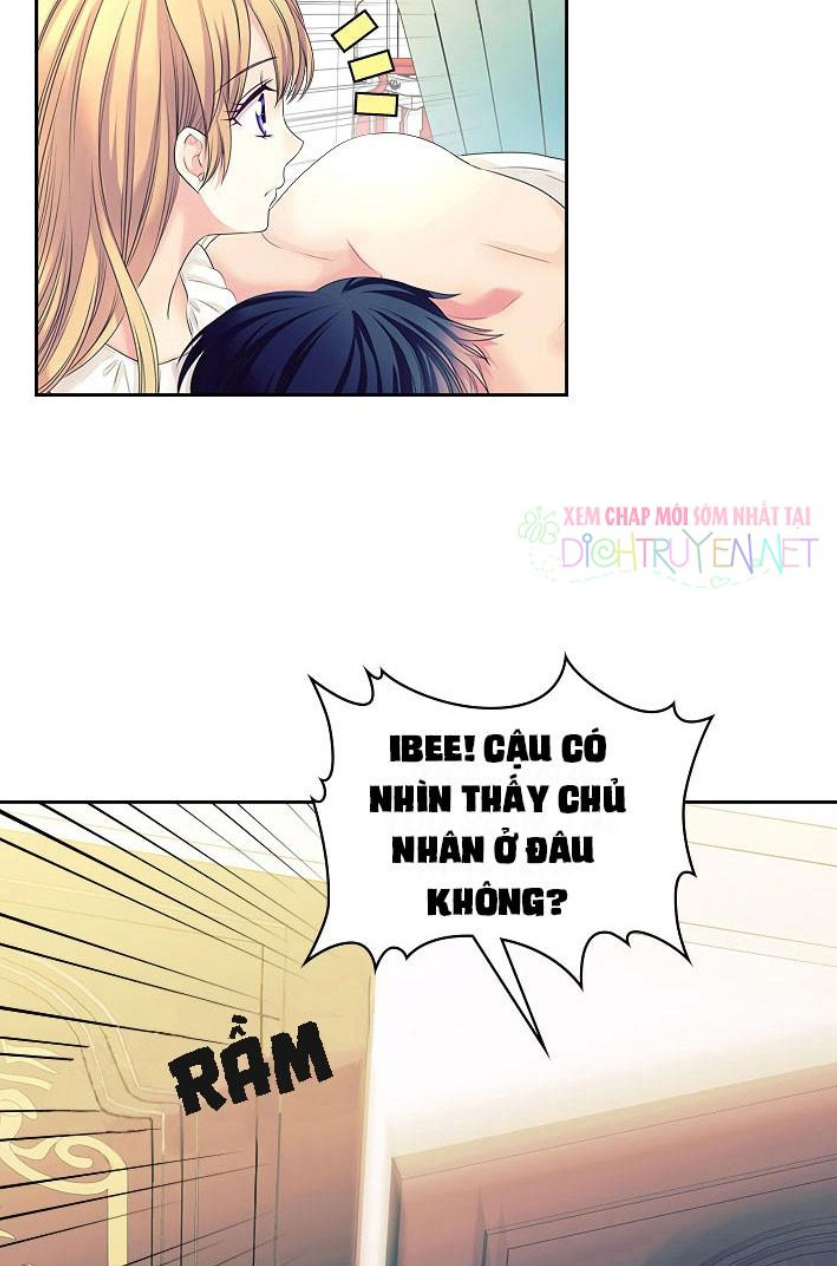 XEM CHAP MỚI SỚM NHẤT TẠI
DICHTRUYEN.NET
IBEE! CẬU CÓ
NHÌN THẤY CHỦ
NHÂN Ở ĐÂU
KHÔNG?
RẦM